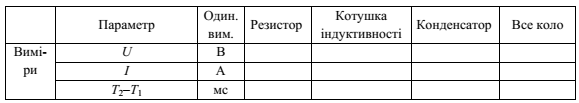 Параметр
Один.
вим.
Резистор
Котушка
індуктивності
Конденсатор
Все коло
Вимі-
ри
U
В
I
А
T₂–T₁
мс